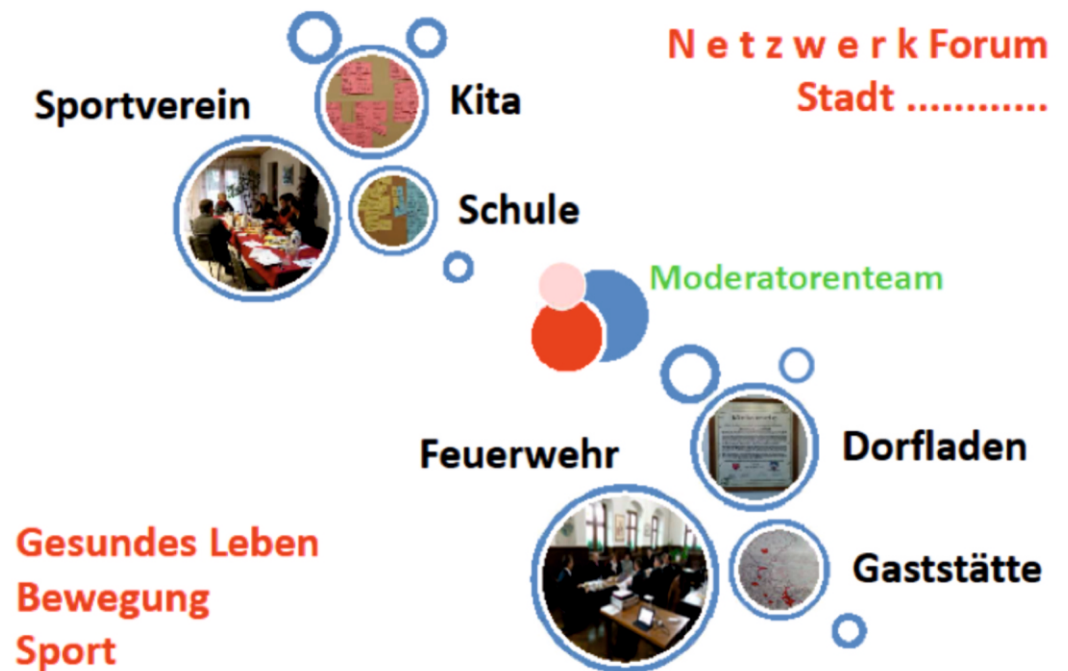 N e t z w e r k Forum
Stadt ............
Sportverein
Kita
Schule
Moderatorenteam
Feuerwehr
Dorfladen
Gaststätte
Gesundes Leben
Bewegung
Sport